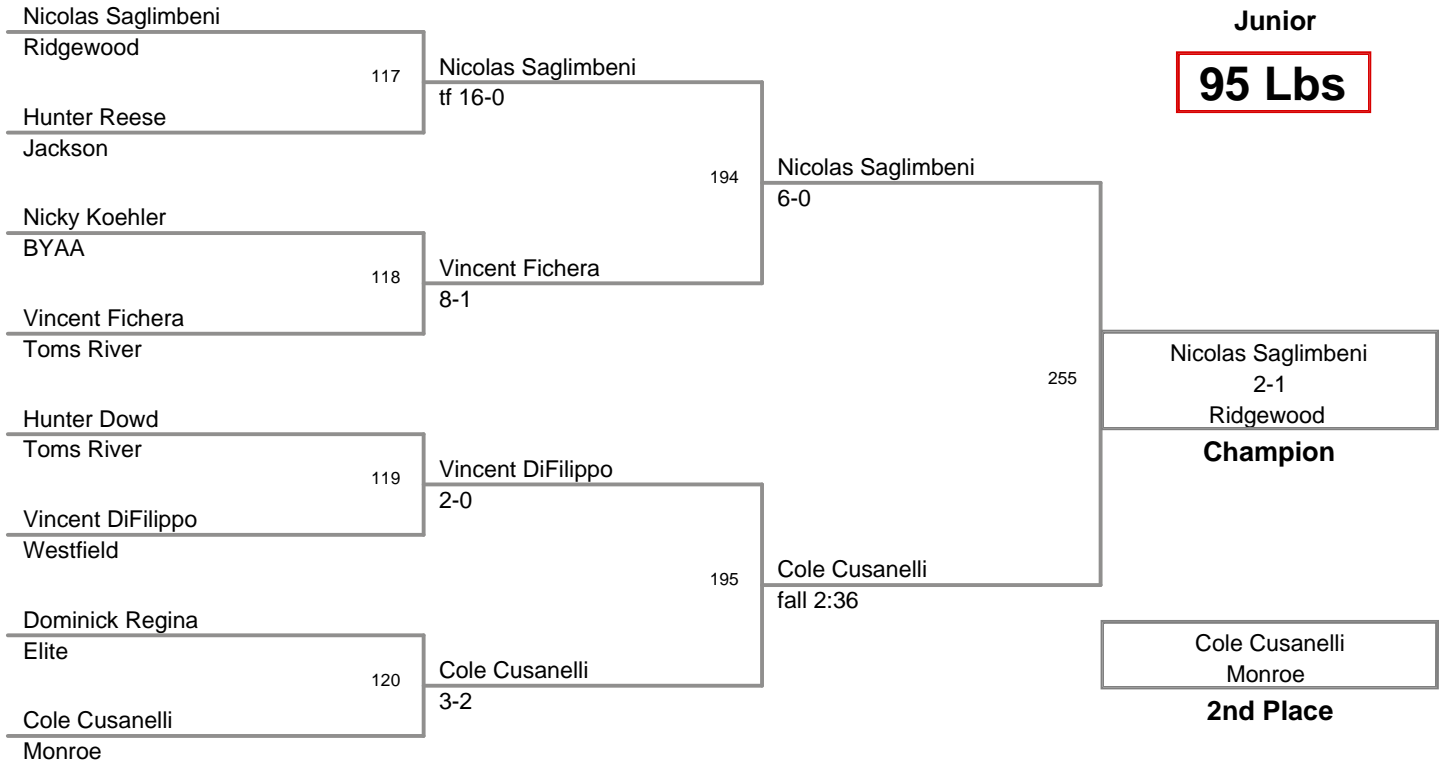 Nicolas Saglimbeni
Ridgewood
117
Hunter Reese
Jackson
Nicky Koehler
BYAA
118
Vincent Fichera
Toms River
Hunter Dowd
Toms River
119
Vincent DiFilippo
Westfield
Dominick Regina
Elite
120
Cole Cusanelli
Monroe
Nicolas Saglimbeni
tf 16-0
194
Vincent Fichera
8-1
Vincent DiFilippo
2-0
195
Cole Cusanelli
3-2
Nicolas Saglimbeni
6-0
255
Cole Cusanelli
fall 2:36
Junior
95 Lbs
Nicolas Saglimbeni
2-1
Ridgewood
Champion
Cole Cusanelli
Monroe
2nd Place